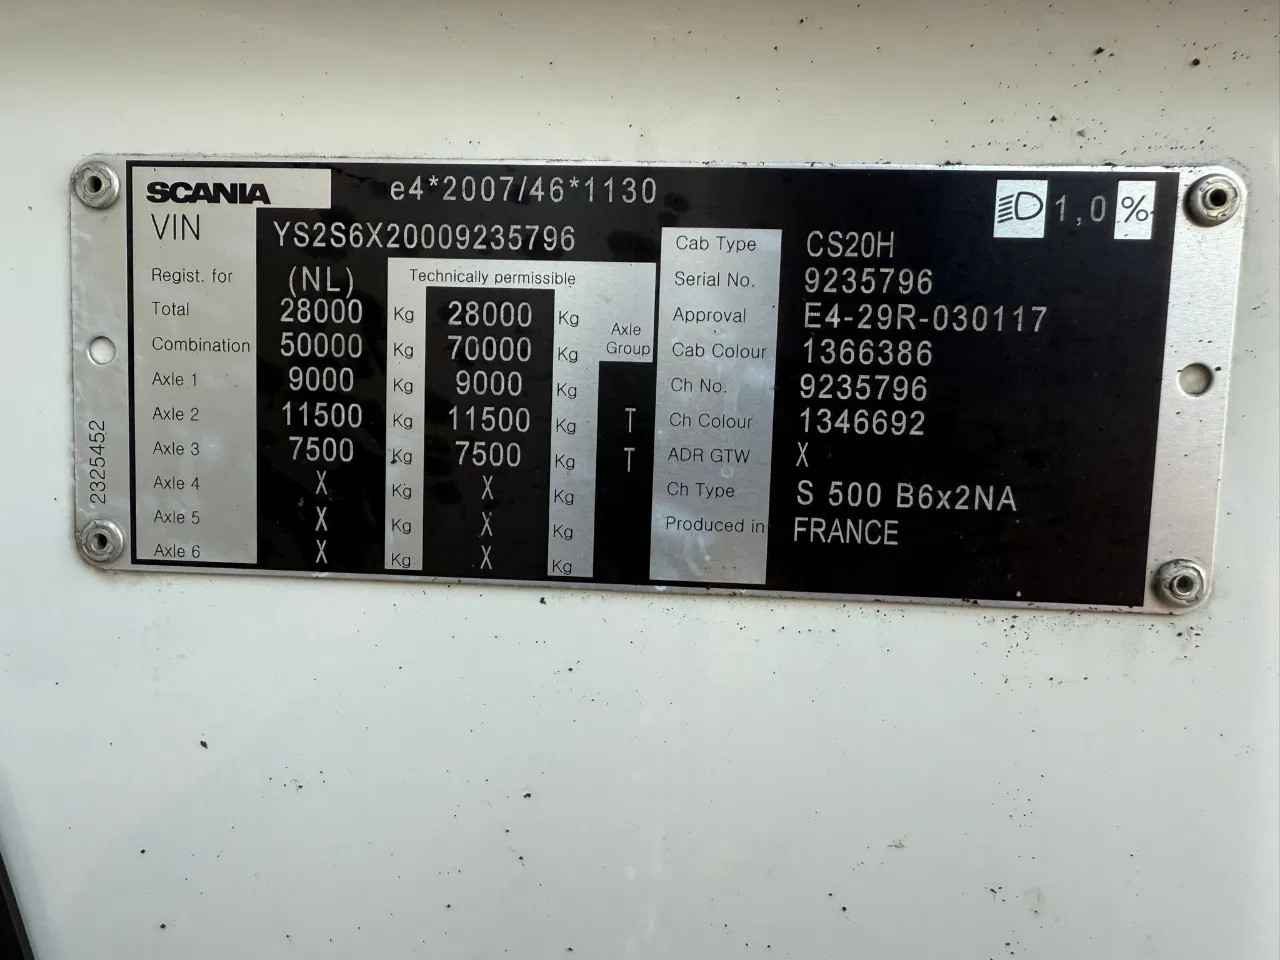 SCANIA e4*2007/46*1130 1,0 %
VIN YS2S6X20009235796
Regist. for (NL) Technically permissible
Total 28000 Kg 28000 Kg
Combination 50000 Kg 70000 Kg Axle Group
Axle 1 9000 Kg 9000 Kg
Axle 2 11500 Kg 11500 Kg T
Axle 3 7500 Kg 7500 Kg T
Axle 4 X Kg X Kg
Axle 5 X Kg X Kg
Axle 6 X Kg X Kg
Cab Type CS20H
Serial No. 9235796
Approval E4-29R-030117
Cab Colour 1366386
Ch No. 9235796
Ch Colour 1346692
ADR GTW X
Ch Type S 500 B6x2NA
Produced in FRANCE
2325452